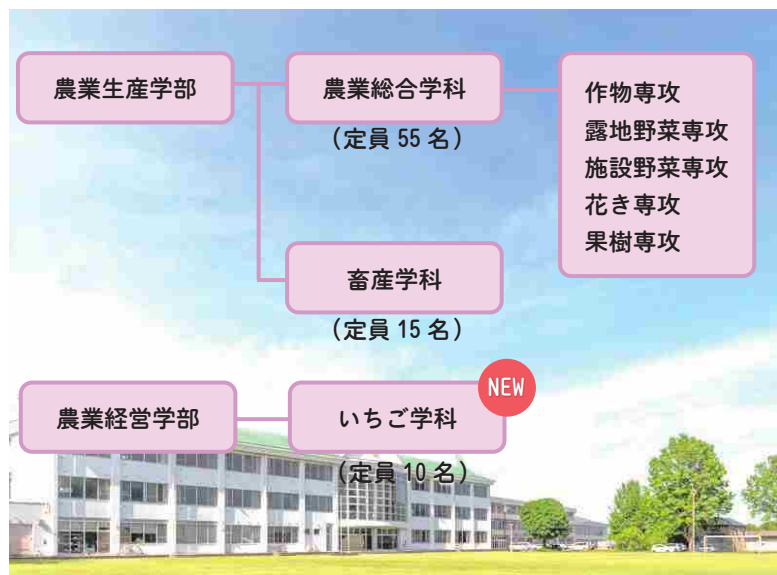 農業生産学部
農業総合学科
(定員 55 名)
作物専攻
露地野菜専攻
施設野菜専攻
花き専攻
果樹専攻
畜産学科
(定員 15 名)
農業経営学部
いちご学科
NEW
(定員 10 名)